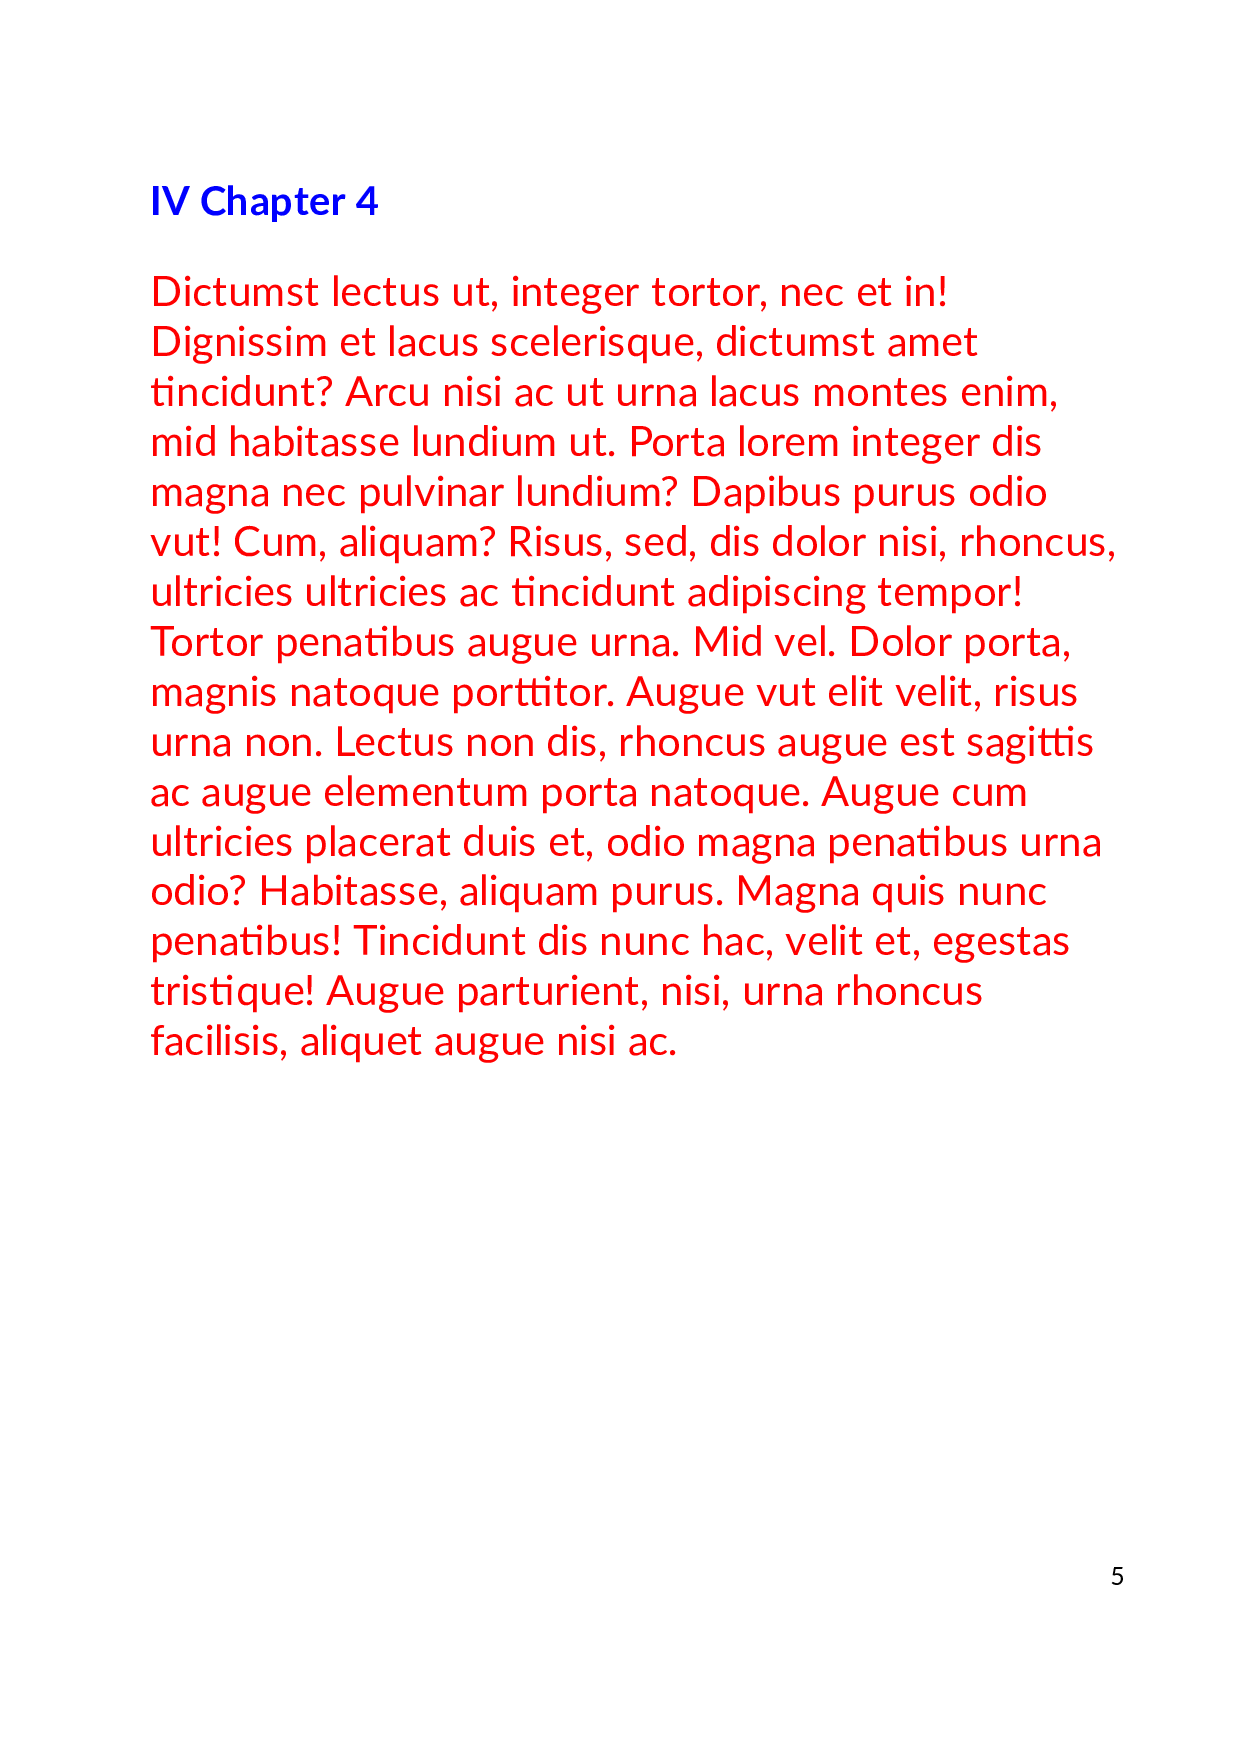 IV Chapter 4
Dictumst lectus ut, integer tortor, nec et in!
Dignissim et lacus scelerisque, dictumst amet
tincidunt? Arcu nisi ac ut urna lacus montes enim,
mid habitasse lundium ut. Porta lorem integer dis
magna nec pulvinar lundium? Dapibus purus odio
vut! Cum, aliquam? Risus, sed, dis dolor nisi, rhoncus,
ultricies ultricies ac tincidunt adipiscing tempor!
Tortor penatibus augue urna. Mid vel. Dolor porta,
magnis natoque porttitor. Augue vut elit velit, risus
urna non. Lectus non dis, rhoncus augue est sagittis
ac augue elementum porta natoque. Augue cum
ultricies placerat duis et, odio magna penatibus urna
odio? Habitasse, aliquam purus. Magna quis nunc
penatibus! Tincidunt dis nunc hac, velit et, egestas
tristique! Augue parturient, nisi, urna rhoncus
facilisis, aliquet augue nisi ac.
5